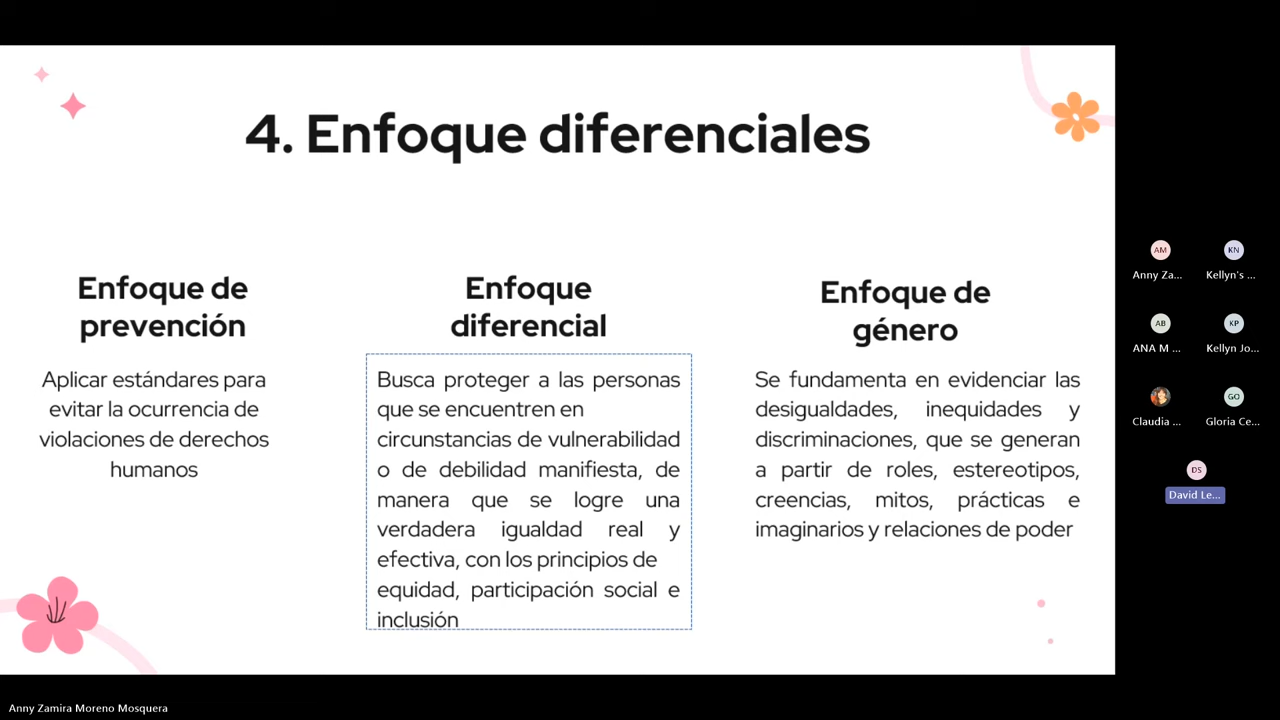 4. Enfoque diferenciales
Enfoque de
prevención
Aplicar estándares para
evitar la ocurrencia de
violaciones de derechos
humanos
Enfoque
diferencial
Busca proteger a las personas
que se encuentren en
circunstancias de vulnerabilidad
o de debilidad manifiesta, de
manera que se logre una
verdadera igualdad real y
efectiva, con los principios de
equidad, participación social e
inclusión
Enfoque de
género
Se fundamenta en evidenciar las
desigualdades, inequidades y
discriminaciones, que se generan
a partir de roles, estereotipos,
creencias, mitos, prácticas e
imaginarios y relaciones de poder
AM
Anny Za...
KN
Kellyn's ...
AB
ANA M ...
KP
Kellyn Jo...
Claudia ...
GO
Gloria Ce...
DS
David Le...
Anny Zamira Moreno Mosquera